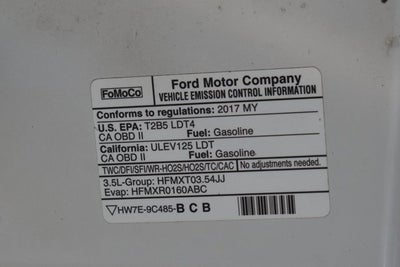 FoMoCo
Ford Motor Company
VEHICLE EMISSION CONTROL INFORMATION
Conforms to regulations: 2017 MY
U.S. EPA: T2B5 LDT4
CA OBD II Fuel: Gasoline
California: ULEV125 LDT
CA OBD II Fuel: Gasoline
TWC/DFI/SFI/WR-HO2S/HO2S/TC/CAC No adjustments needed.
3.5L-Group: HFMXT03.54JJ
Evap: HFMXR0160ABC
HW7E-9C485-BCB